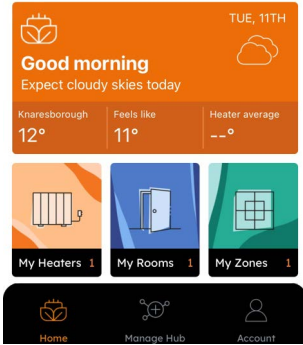 TUE, 11TH
Good morning
Expect cloudy skies today
Knaresborough
Feels like
Heater average
12°
11°
--°
My Heaters 1
My Rooms 1
My Zones 1
Home
Manage Hub
Account